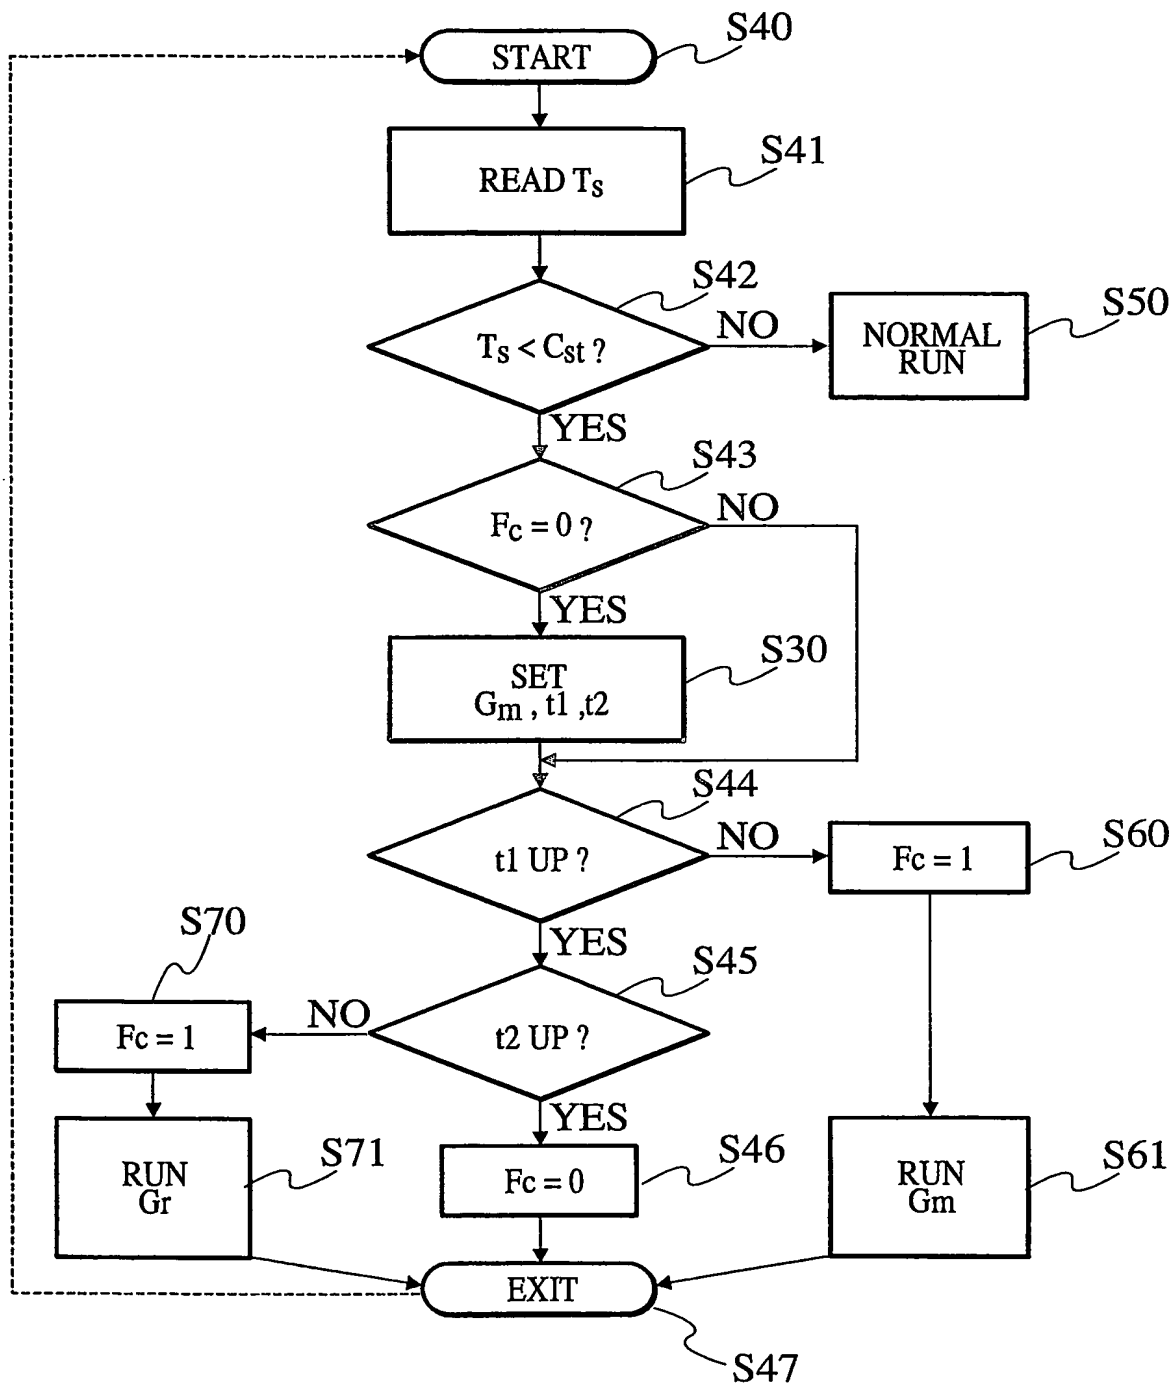 S40
START
S41
READ Ts
S42
Ts < Cst ?
NO
S50
NORMAL
RUN
YES
S43
Fc = 0 ?
NO
YES
S30
SET
Gm , t1 ,t2
S44
t1 UP ?
NO
S60
Fc = 1
YES
S70
S45
t2 UP ?
NO
Fc = 1
YES
S71
RUN
Gr
S46
Fc = 0
S61
RUN
Gm
EXIT
S47